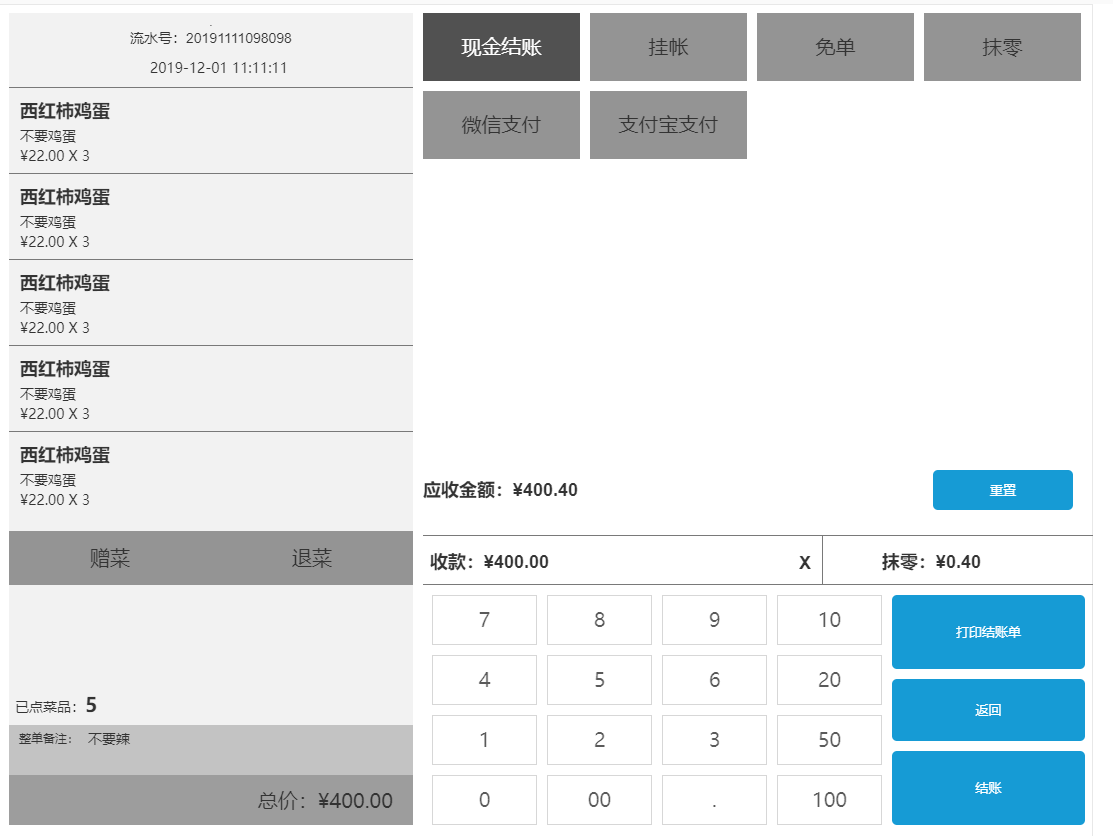 流水号：20191111098098
2019-12-01 11:11:11
西红柿鸡蛋
不要鸡蛋
¥22.00 X 3
西红柿鸡蛋
不要鸡蛋
¥22.00 X 3
西红柿鸡蛋
不要鸡蛋
¥22.00 X 3
西红柿鸡蛋
不要鸡蛋
¥22.00 X 3
西红柿鸡蛋
不要鸡蛋
¥22.00 X 3
赠菜 退菜
已点菜品：5
整单备注： 不要辣
总价：¥400.00
现金结账 挂帐 免单 抹零
微信支付 支付宝支付
应收金额：¥400.40 重置
收款：¥400.00 X 抹零：¥0.40
7 8 9 10
4 5 6 20
1 2 3 50
0 00 . 100
打印结账单
返回
结账